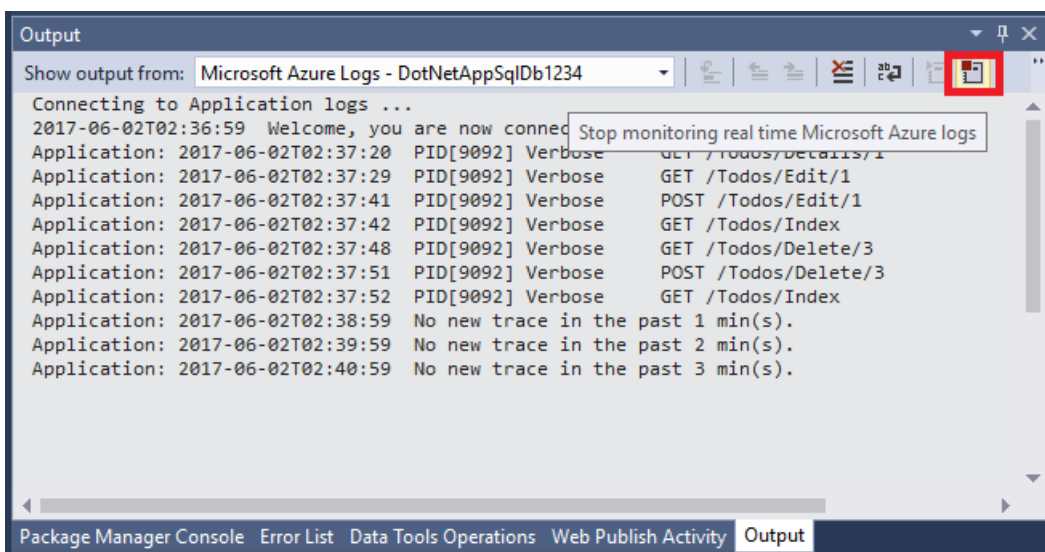 Output
Show output from: Microsoft Azure Logs - DotNetAppSqlDb1234
Connecting to Application logs ...
2017-06-02T02:36:59 Welcome, you are now
Stop monitoring real time Microsoft Azure logs
Application: 2017-06-02T02:37:20 PID[9092] Verbose GET /Todos/Details/1
Application: 2017-06-02T02:37:29 PID[9092] Verbose GET /Todos/Edit/1
Application: 2017-06-02T02:37:41 PID[9092] Verbose POST /Todos/Edit/1
Application: 2017-06-02T02:37:42 PID[9092] Verbose GET /Todos/Index
Application: 2017-06-02T02:37:48 PID[9092] Verbose GET /Todos/Delete/3
Application: 2017-06-02T02:37:51 PID[9092] Verbose POST /Todos/Delete/3
Application: 2017-06-02T02:37:52 PID[9092] Verbose GET /Todos/Index
Application: 2017-06-02T02:38:59 No new trace in the past 1 min(s).
Application: 2017-06-02T02:39:59 No new trace in the past 2 min(s).
Application: 2017-06-02T02:40:59 No new trace in the past 3 min(s).
Package Manager Console Error List Data Tools Operations Web Publish Activity Output